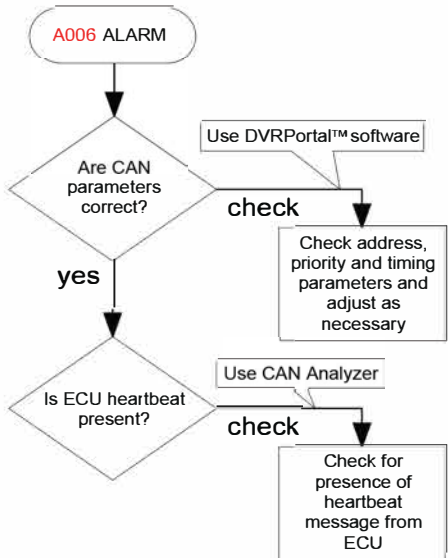 A006 ALARM
Use DVRPortal™ software
Are CAN
parameters
correct?
check
Check address,
priority and timing
parameters and
adjust as
necessary
yes
Use CAN Analyzer
Is ECU heartbeat
present?
check
Check for
presence of
heartbeat
message from
ECU